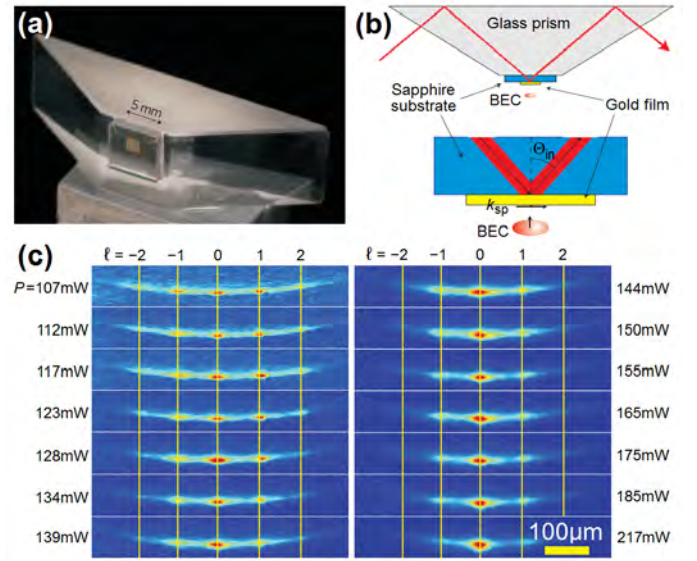 (a)
5 mm
(b)
Glass prism
Sapphire
substrate
BEC
Gold film
Θin
ksp
BEC
(c)
ℓ = −2 −1 0 1 2
P=107mW
112mW
117mW
123mW
128mW
134mW
139mW
ℓ = −2 −1 0 1 2
144mW
150mW
155mW
165mW
175mW
185mW
217mW
100μm